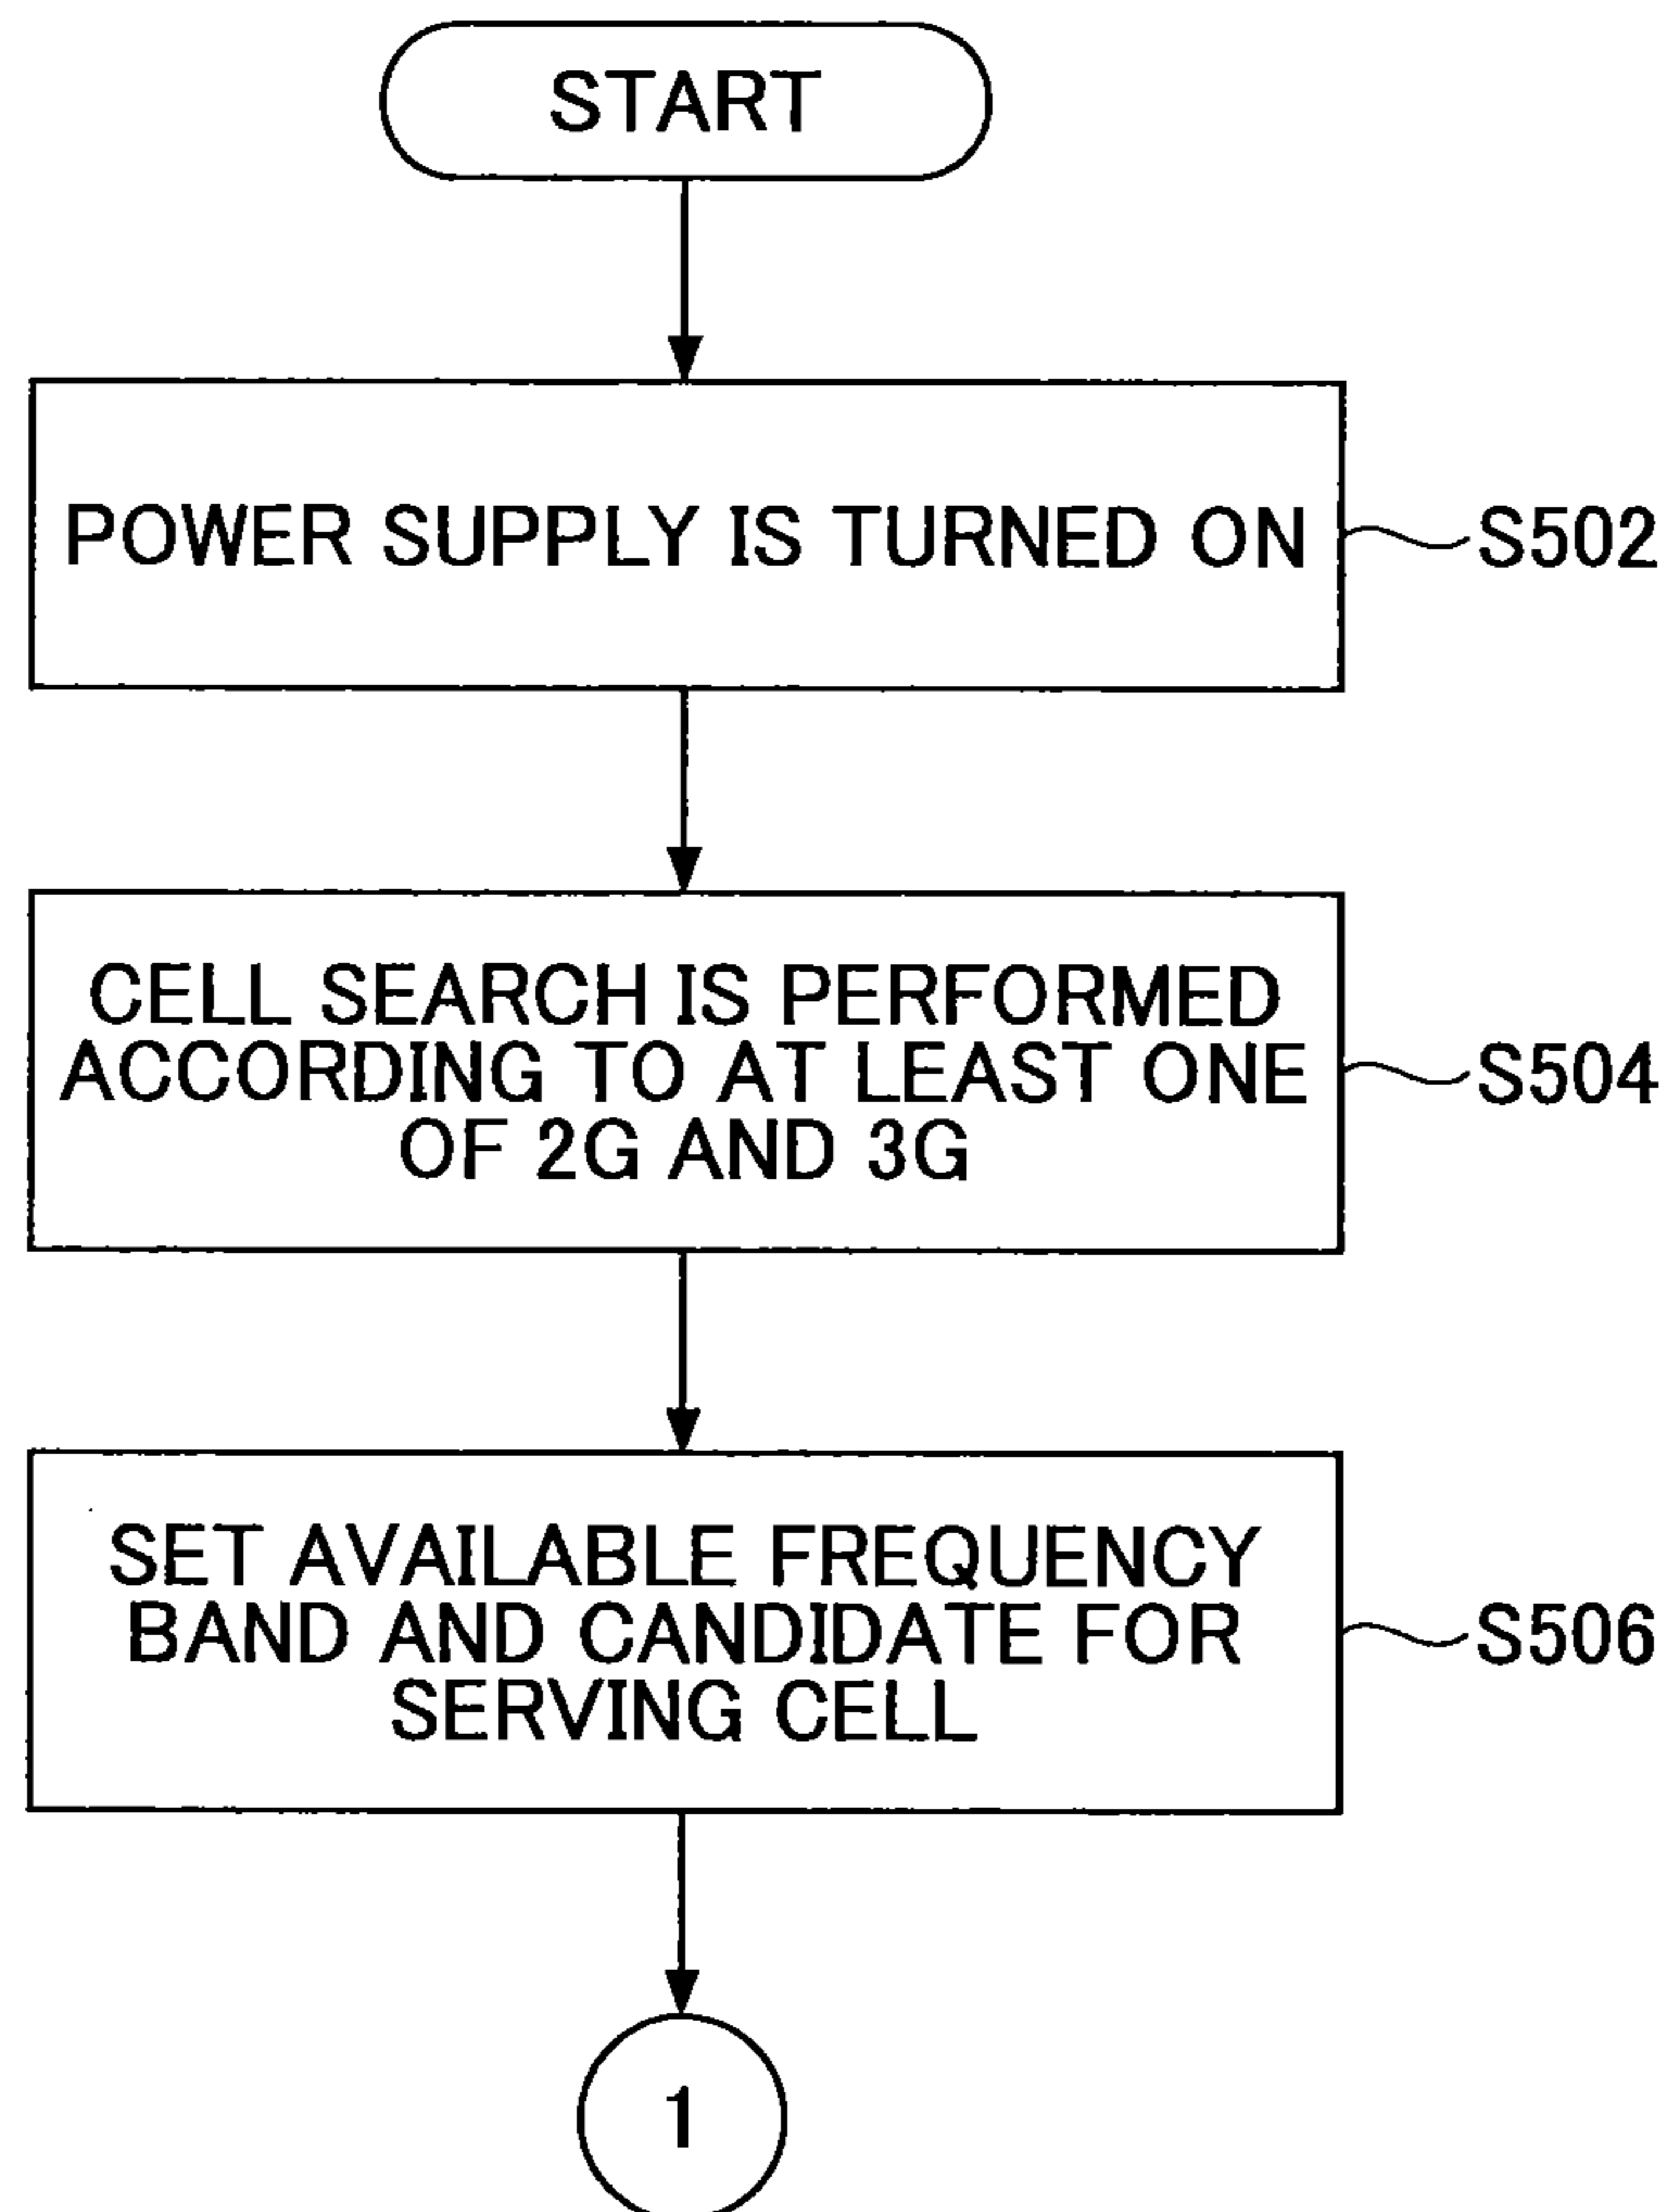 START
POWER SUPPLY IS TURNED ON
S502
CELL SEARCH IS PERFORMED
ACCORDING TO AT LEAST ONE
OF 2G AND 3G
S504
SET AVAILABLE FREQUENCY
BAND AND CANDIDATE FOR
SERVING CELL
S506
1